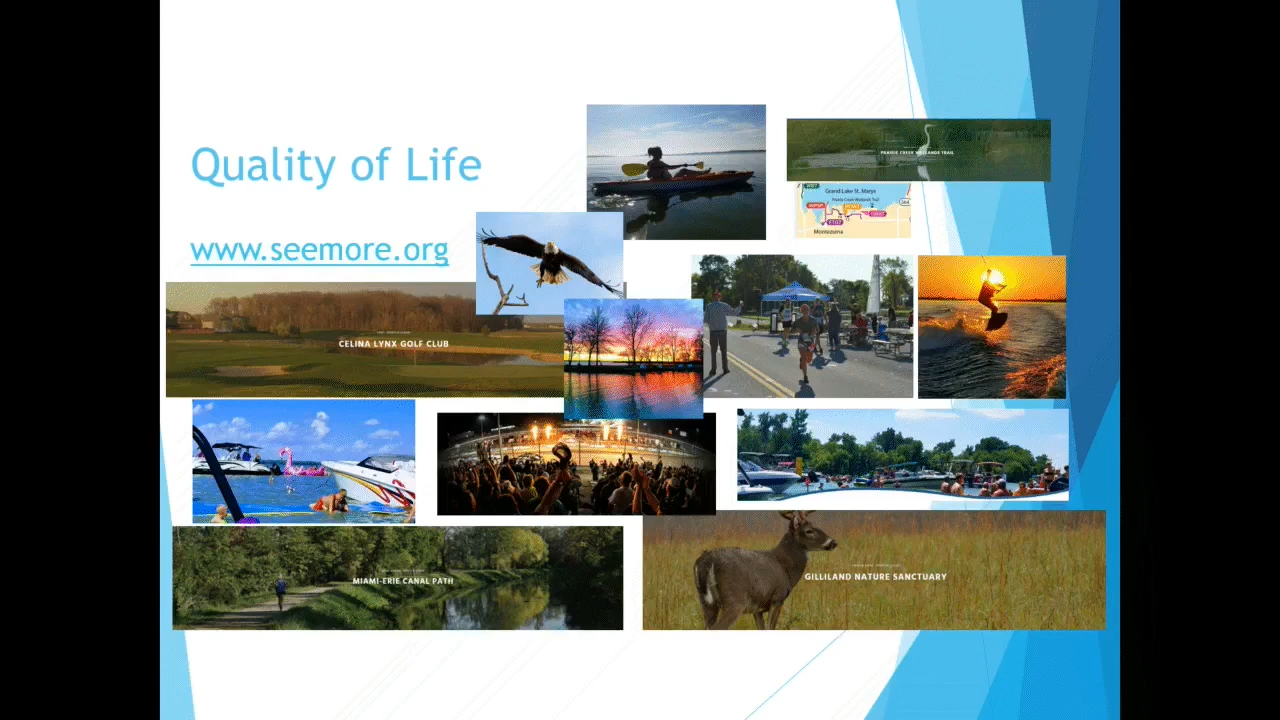 Quality of Life
www.seemore.org
PRAIRIE CREEK WETLANDS TRAIL
Grand Lake St. Marys
Prairie Creek Wetlands Trail
Montezuma
CELINA LYNX GOLF CLUB
MIAMI-ERIE CANAL PATH
GILLILAND NATURE SANCTUARY